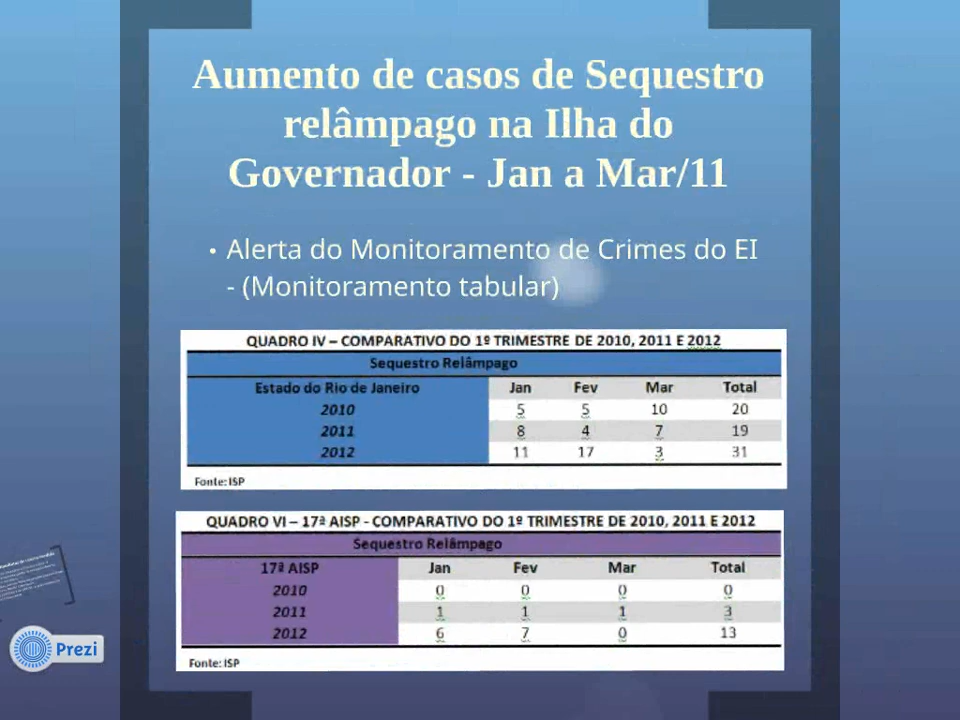 Aumento de casos de Sequestro
relâmpago na Ilha do
Governador - Jan a Mar/11
• Alerta do Monitoramento de Crimes do EI
- (Monitoramento tabular)
QUADRO IV – COMPARATIVO DO 1º TRIMESTRE DE 2010, 2011 E 2012
Sequestro Relâmpago
Estado do Rio de Janeiro Jan Fev Mar Total
2010 5 5 10 20
2011 8 4 7 19
2012 11 17 3 31
Fonte: ISP
QUADRO VI – 17ª AISP - COMPARATIVO DO 1º TRIMESTRE DE 2010, 2011 E 2012
Sequestro Relâmpago
17ª AISP Jan Fev Mar Total
2010 0 0 0 0
2011 1 1 1 3
2012 6 7 0 13
Fonte: ISP
Prezi